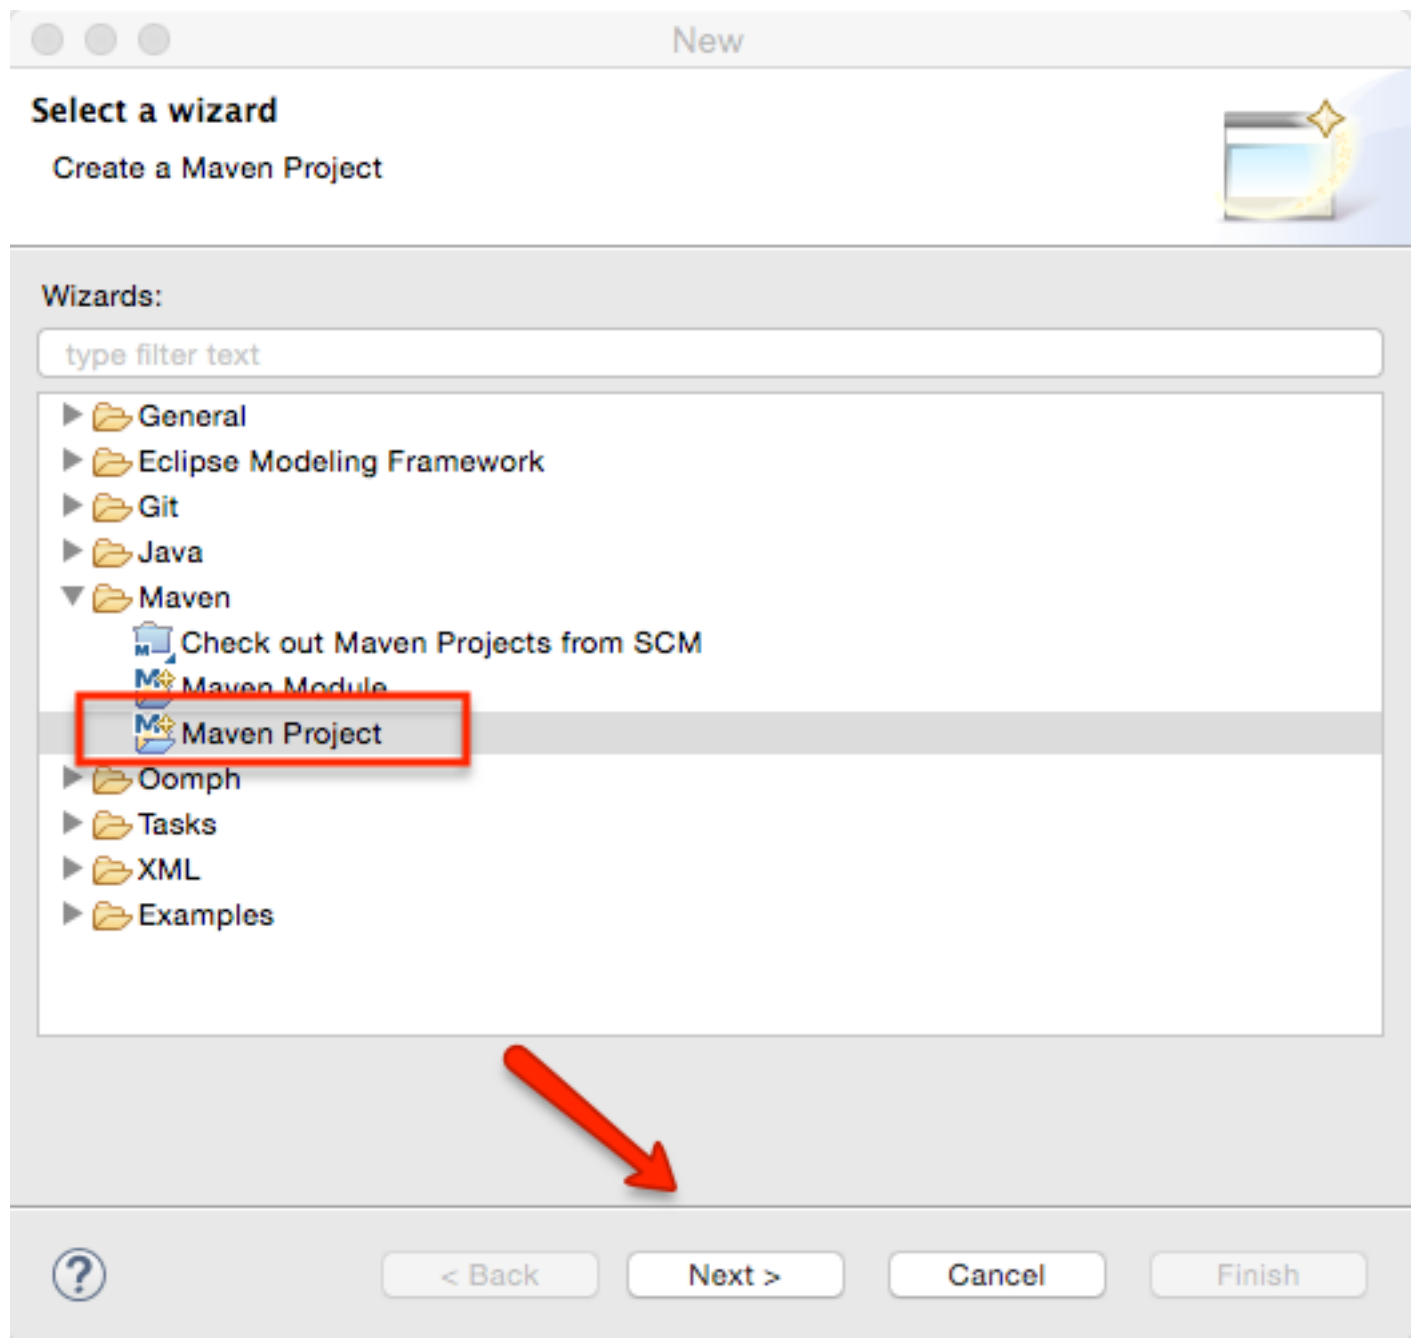 New
Select a wizard
Create a Maven Project
Wizards:
type filter text
General
Eclipse Modeling Framework
Git
Java
Maven
Check out Maven Projects from SCM
Maven Module
Maven Project
Oomph
Tasks
XML
Examples
? < Back Next > Cancel Finish